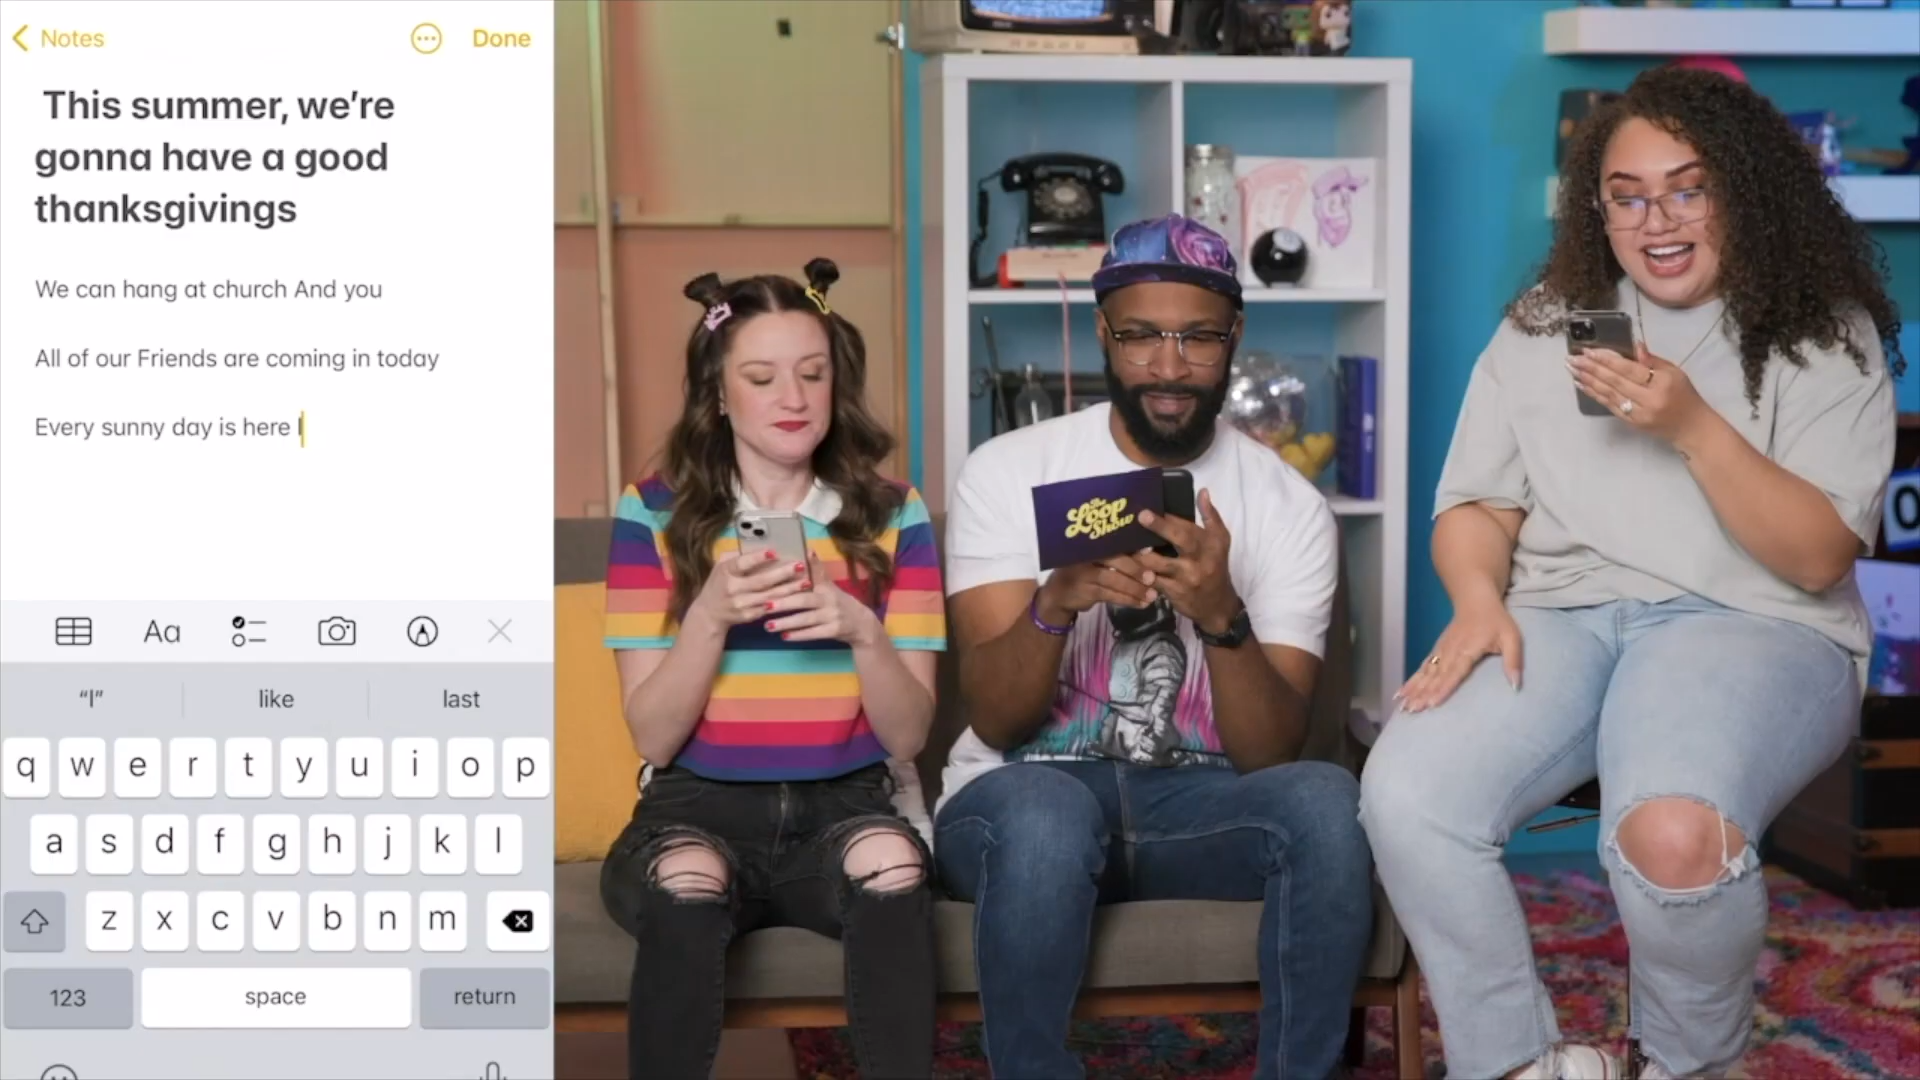 Notes
Done
This summer, we're
gonna have a good
thanksgivings
We can hang at church And you
All of our Friends are coming in today
Every sunny day is here l
Aa
"l" like last
q w e r t y u i o p
a s d f g h j k l
z x c v b n m
123 space return
The
Loop
Show
0